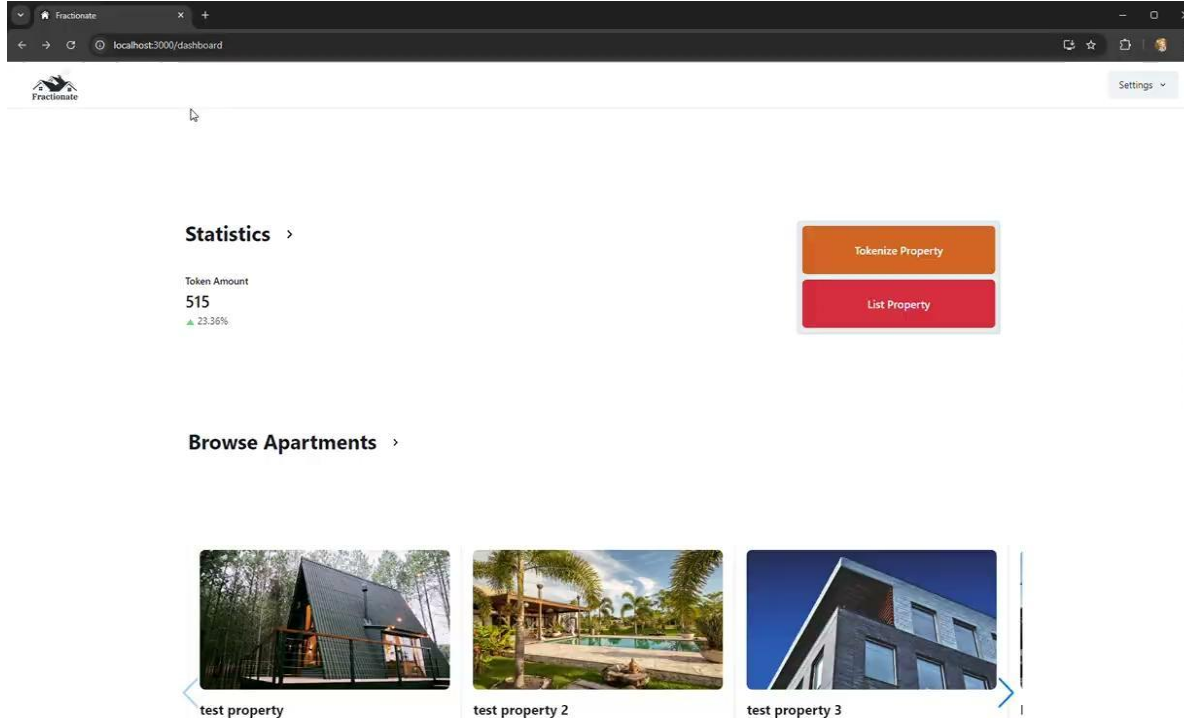 Fractionate
localhost:3000/dashboard
Fractionate
Settings
Statistics
Token Amount
515
23.36%
Tokenize Property
List Property
Browse Apartments
test property
test property 2
test property 3